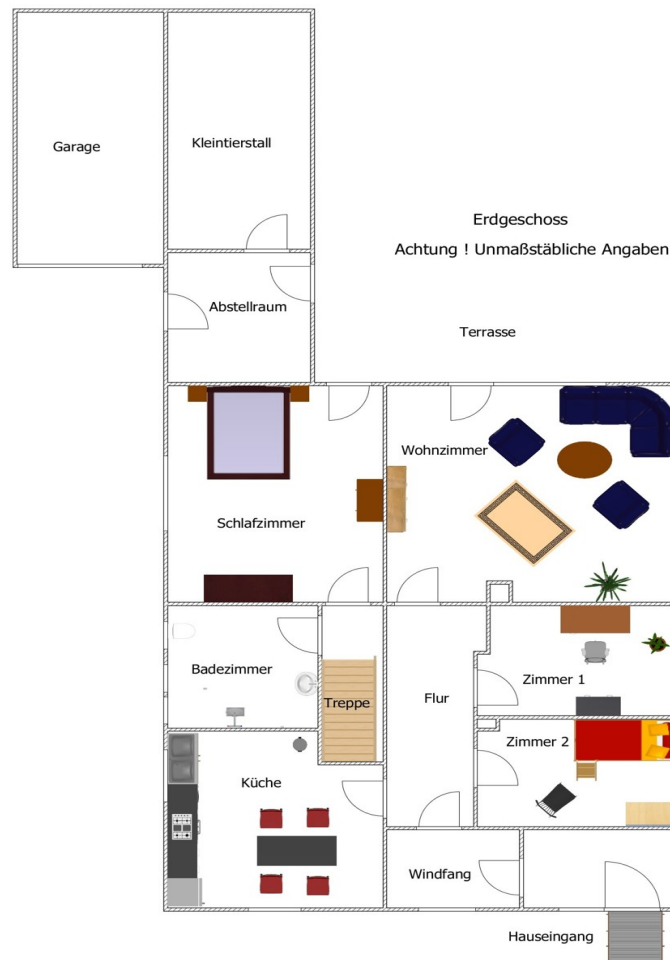 Garage
Kleintierstall
Erdgeschoss
Achtung ! Unmaßstäbliche Angaben
Abstellraum
Terrasse
Wohnzimmer
Schlafzimmer
Badezimmer
Treppe
Flur
Zimmer 1
Zimmer 2
Küche
Windfang
Hauseingang